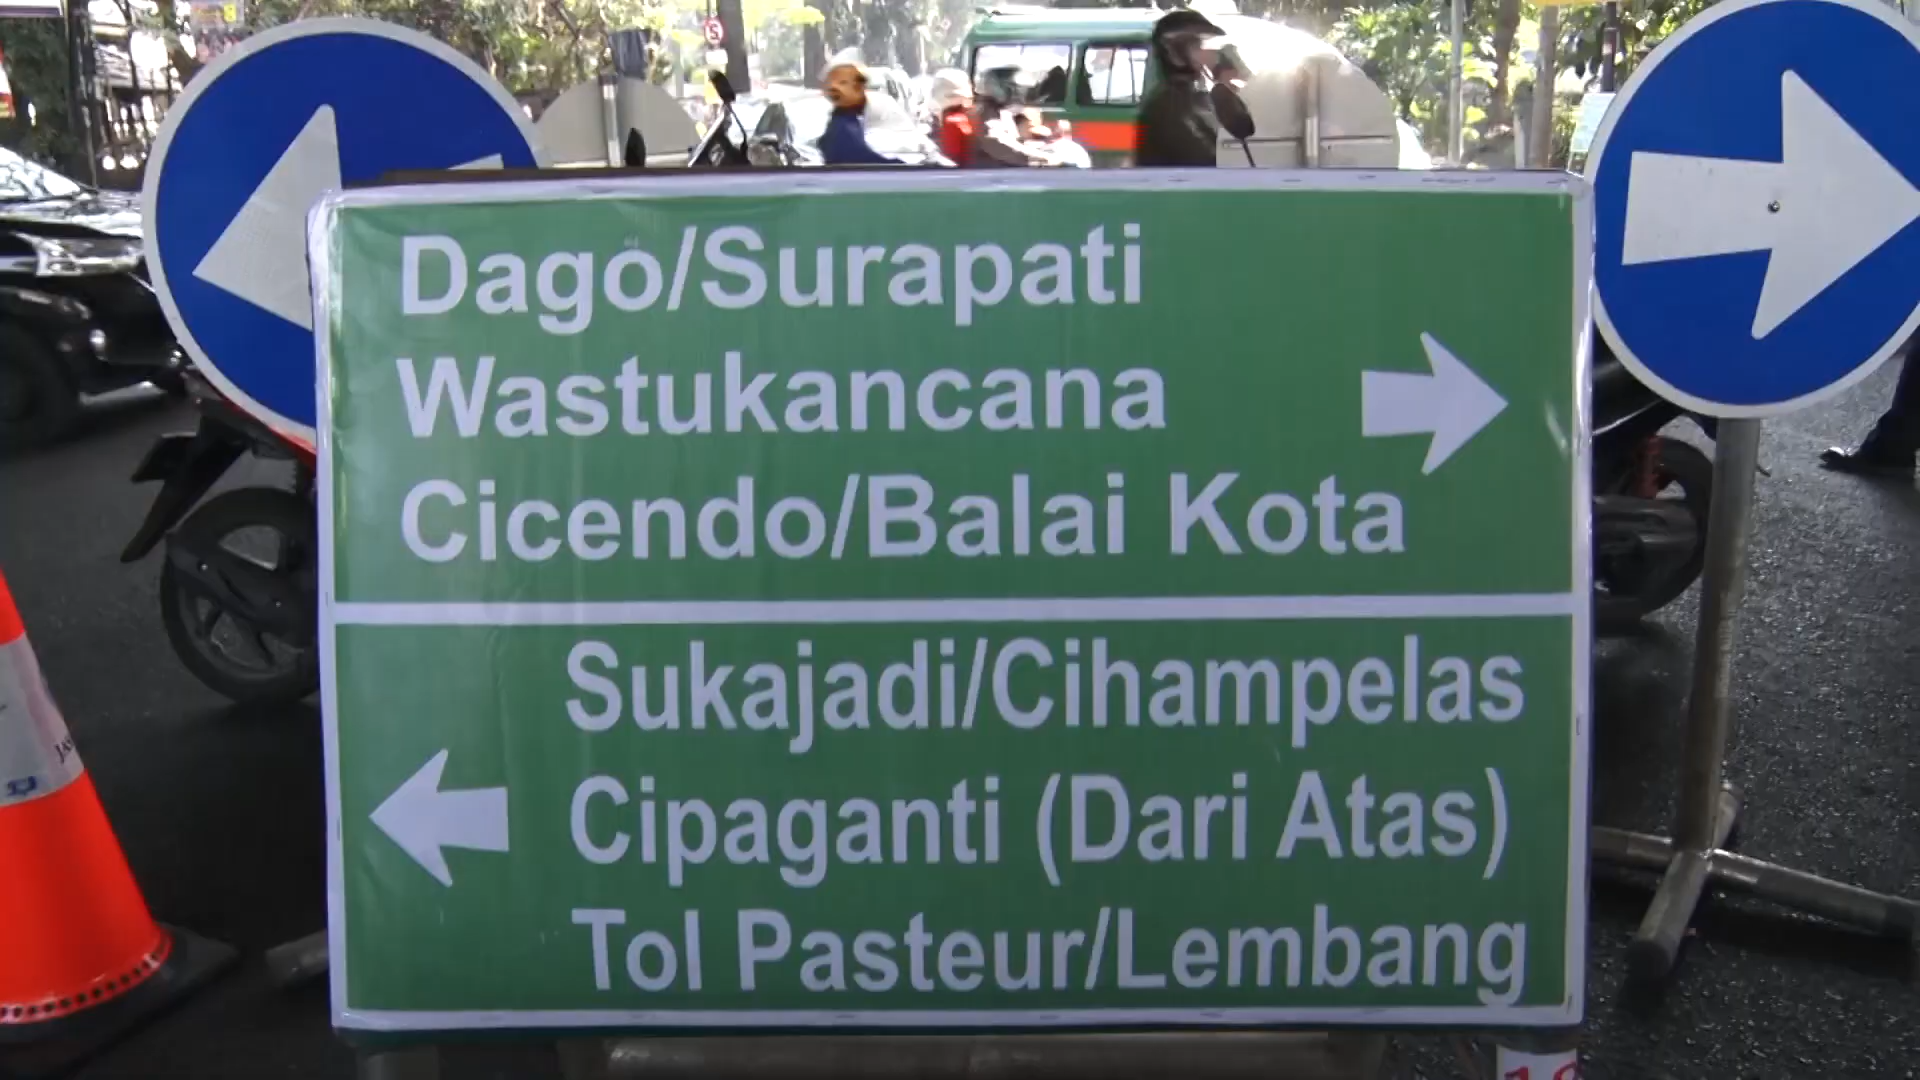 Dago/Surapati
Wastukancana
Cicendo/Balai Kota
Sukajadi/Cihampelas
Cipaganti (Dari Atas)
Tol Pasteur/Lembang
S